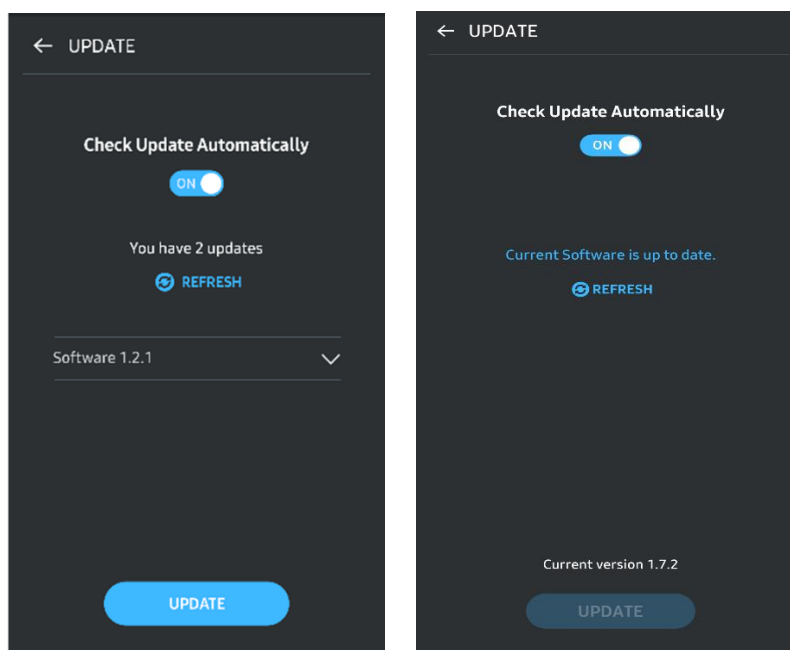 UPDATE
Check Update Automatically
ON
You have 2 updates
REFRESH
Software 1.2.1
UPDATE
UPDATE
Check Update Automatically
ON
Current Software is up to date.
REFRESH
Current version 1.7.2
UPDATE